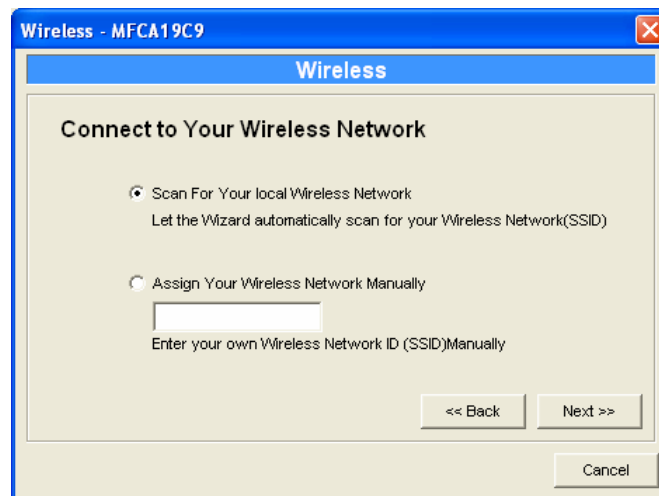 Wireless - MFCA19C9
Wireless
Connect to Your Wireless Network
Scan For Your local Wireless Network
Let the Wizard automatically scan for your Wireless Network(SSID)
Assign Your Wireless Network Manually
Enter your own Wireless Network ID (SSID)Manually
<< Back
Next >>
Cancel